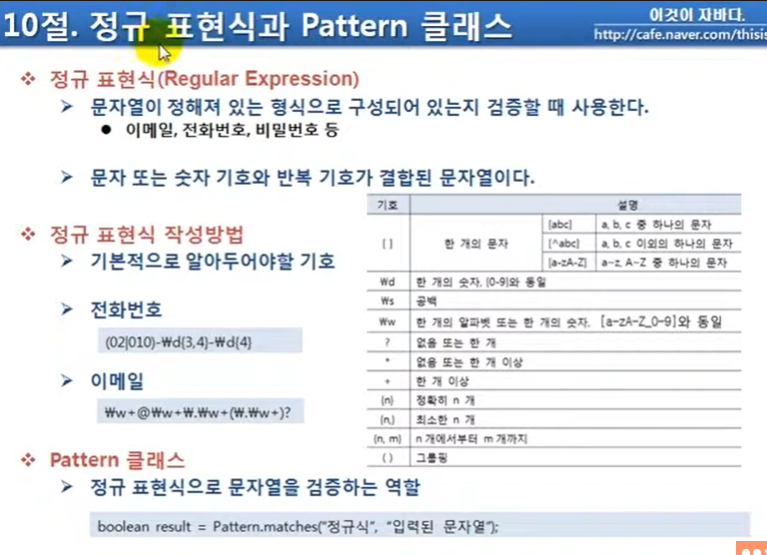 10절. 정규 표현식과 Pattern 클래스
이것이 자바다.
http://cafe.naver.com/thisis
❖ 정규 표현식(Regular Expression)
➢ 문자열이 정해져 있는 형식으로 구성되어 있는지 검증할 때 사용한다.
● 이메일, 전화번호, 비밀번호 등
➢ 문자 또는 숫자 기호와 반복 기호가 결합된 문자열이다.
❖ 정규 표현식 작성방법
➢ 기본적으로 알아두어야할 기호
➢ 전화번호
(02|010)-₩d{3,4}-₩d{4}
➢ 이메일
₩w+@₩w+₩.₩w+(₩.₩w+)?
기호 설명
[ ] 한 개의 문자
[abc] a, b, c 중 하나의 문자
[^abc] a, b, c 이외의 하나의 문자
[a-zA-Z] a~z, A~Z 중 하나의 문자
₩d 한 개의 숫자, [0-9]와 동일
₩s 공백
₩w 한 개의 알파벳 또는 한 개의 숫자, [a-zA-Z_0-9]와 동일
? 없음 또는 한 개
* 없음 또는 한 개 이상
+ 한 개 이상
{n} 정확히 n 개
{n,} 최소한 n 개
{n, m} n 개에서부터 m 개까지
( ) 그룹핑
❖ Pattern 클래스
➢ 정규 표현식으로 문자열을 검증하는 역할
boolean result = Pattern.matches("정규식", "입력된 문자열");